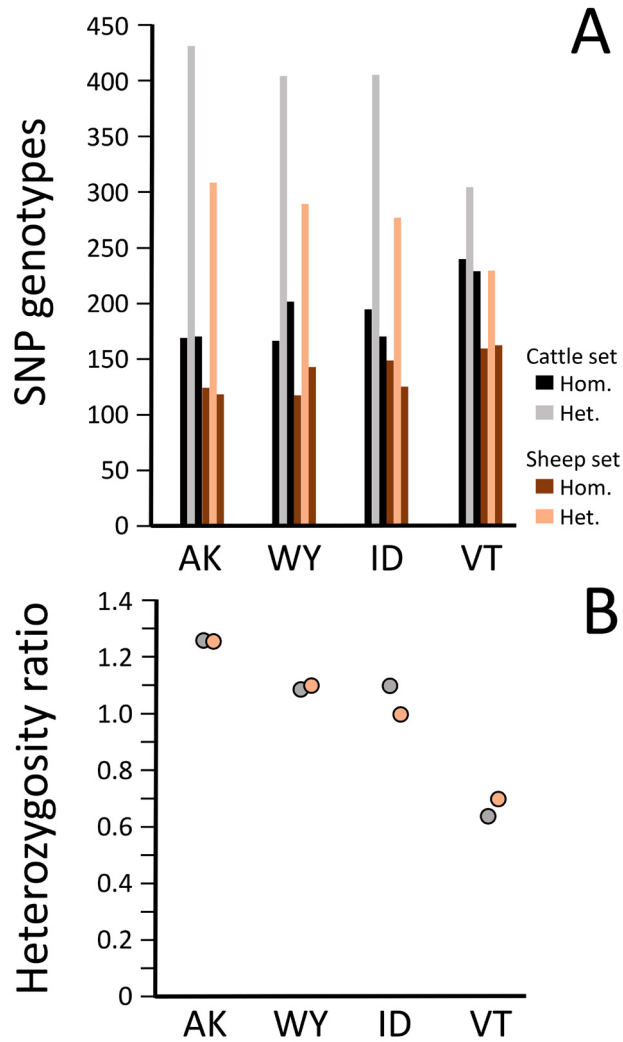 A
SNP genotypes
450
400
350
300
250
200
150
100
50
0
AK WY ID VT
Cattle set
Hom.
Het.
Sheep set
Hom.
Het.
B
Heterozygosity ratio
1.4
1.2
1.0
0.8
0.6
0.4
0.2
0
AK WY ID VT